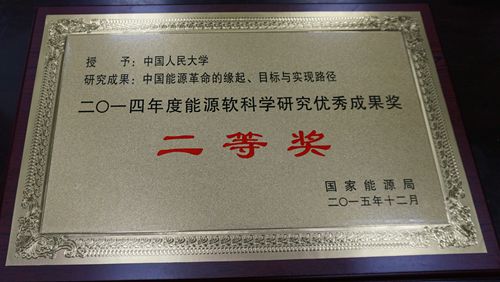 授 予：中国人民大学
研究成果：中国能源革命的缘起、目标与实现路径
二〇一四年度能源软科学研究优秀成果奖
二等奖
国家能源局
二〇一五年十二月